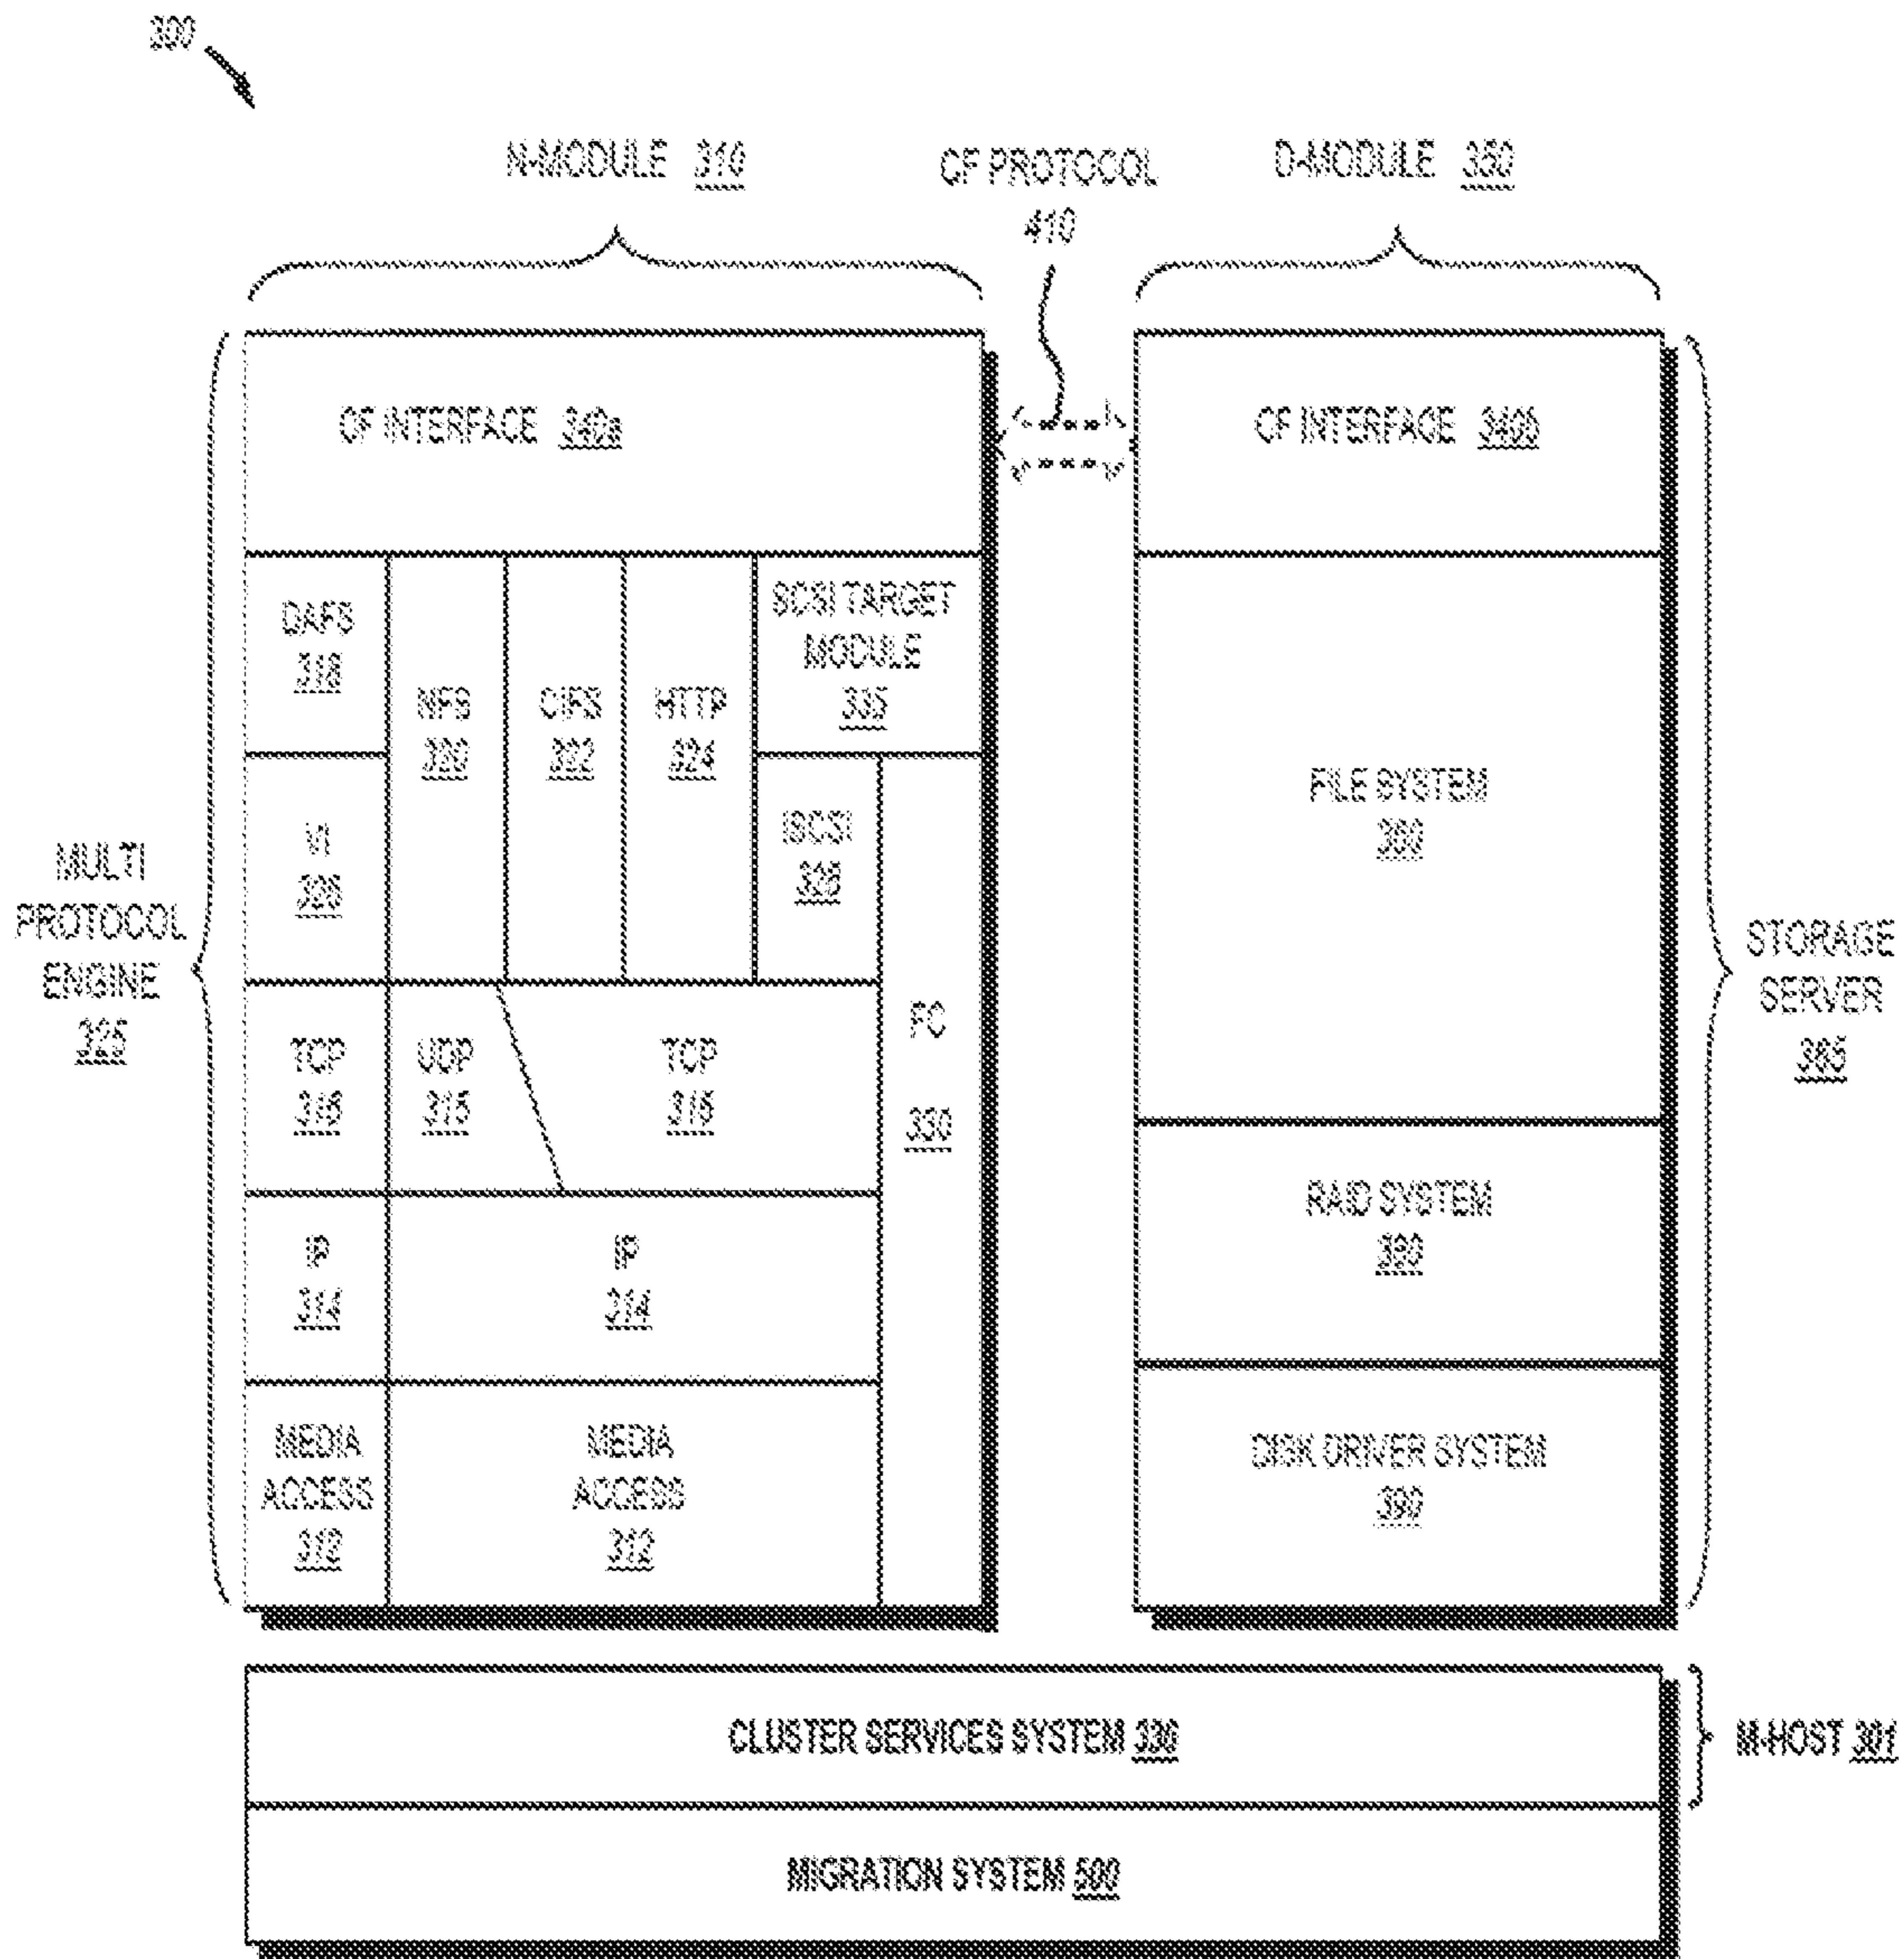 300
N-MODULE 310
CF PROTOCOL
410
D-MODULE 350
CF INTERFACE 340a
CF INTERFACE 340b
DAFS
318
NFS
320
CIFS
322
HTTP
324
SCSI TARGET
MODULE
335
VI
326
ISCSI
328
FILE SYSTEM
360
MULTI
PROTOCOL
ENGINE
325
STORAGE
SERVER
365
TCP
316
UDP
315
TCP
316
FC
330
IP
314
IP
314
RAID SYSTEM
380
MEDIA
ACCESS
312
MEDIA
ACCESS
312
DISK DRIVER SYSTEM
390
CLUSTER SERVICES SYSTEM
M-HOST 301
MIGRATION SYSTEM 500